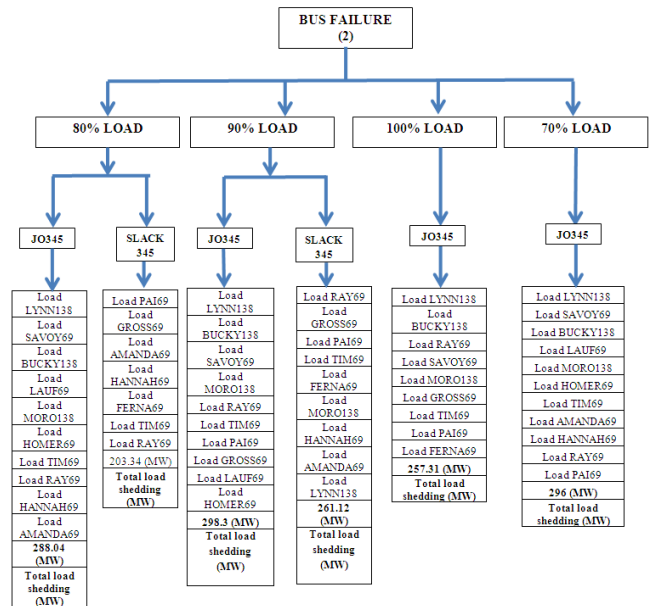 BUS FAILURE
(2)
80% LOAD
90% LOAD
100% LOAD
70% LOAD
JO345
SLACK
345
JO345
SLACK
345
JO345
JO345
Load
LYNN138
Load
SAVOY69
Load
BUCKY138
Load
LAUF69
Load
MORO138
Load
HOMER69
Load TIM69
Load RAY69
Load
HANNAH69
Load
AMANDA69
288.04
(MW)
Total load
shedding
(MW)
Load PAI69
Load
GROSS69
Load
AMANDA69
Load
HANNAH69
Load
FERNA69
Load TIM69
Load RAY69
203.34 (MW)
Total load
shedding
(MW)
Load
LYNN138
Load
BUCKY138
Load
SAVOY69
Load
MORO138
Load RAY69
Load TIM69
Load PAI69
Load GROSS69
Load LAUF69
Load
HOMER69
298.3 (MW)
Total load
shedding
(MW)
Load RAY69
Load
GROSS69
Load PAI69
Load TIM69
Load
FERNA69
Load
MORO138
Load
HANNAH69
Load
AMANDA69
Load
LYNN138
261.12
(MW)
Total load
shedding
(MW)
Load LYNN138
Load
BUCKY138
Load RAY69
Load SAVOY69
Load MORO138
Load GROSS69
Load TIM69
Load PAI69
Load FERNA69
257.31 (MW)
Total load
shedding (MW)
Load LYNN138
Load SAVOY69
Load BUCKY138
Load LAUF69
Load MORO138
Load HOMER69
Load TIM69
Load AMANDA69
Load HANNAH69
Load RAY69
Load PAI69
296 (MW)
Total load
shedding (MW)